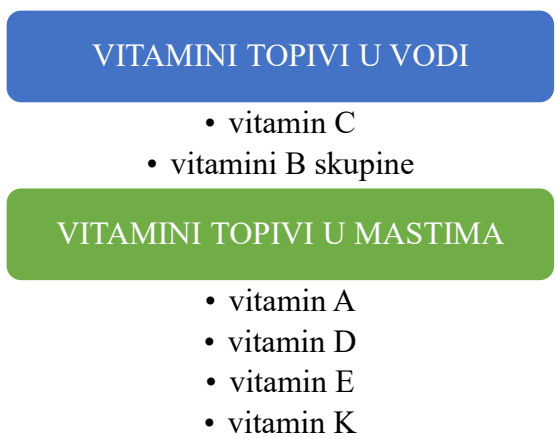 VITAMINI TOPIVI U VODI
• vitamin C
• vitamini B skupine
VITAMINI TOPIVI U MASTIMA
• vitamin A
• vitamin D
• vitamin E
• vitamin K